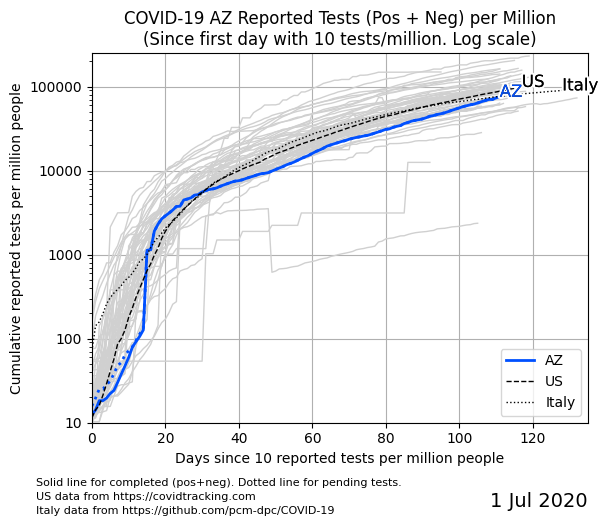 COVID-19 AZ Reported Tests (Pos + Neg) per Million
(Since first day with 10 tests/million. Log scale)
Cumulative reported tests per million people
100000
10000
1000
100
10
US
Italy
AZ
AZ
US
Italy
0
20
40
60
80
100
120
Days since 10 reported tests per million people
Solid line for completed (pos+neg). Dotted line for pending tests.
US data from https://covidtracking.com
Italy data from https://github.com/pcm-dpc/COVID-19
1 Jul 2020